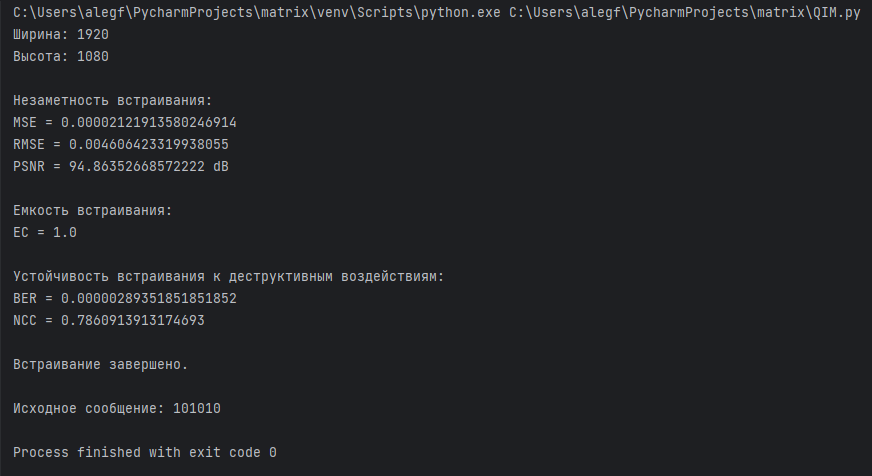 C:\Users\alegf\PycharmProjects\matrix\venv\Scripts\python.exe C:\Users\alegf\PycharmProjects\matrix\QIM.py
Ширина: 1920
Высота: 1080
Незаметность встраивания:
MSE = 0.00002121913580246914
RMSE = 0.004606423319938055
PSNR = 94.86352668572222 dB
Емкость встраивания:
EC = 1.0
Устойчивость встраивания к деструктивным воздействиям:
BER = 0.00000289351851851852
NCC = 0.7860913913174693
Встраивание завершено.
Исходное сообщение: 101010
Process finished with exit code 0